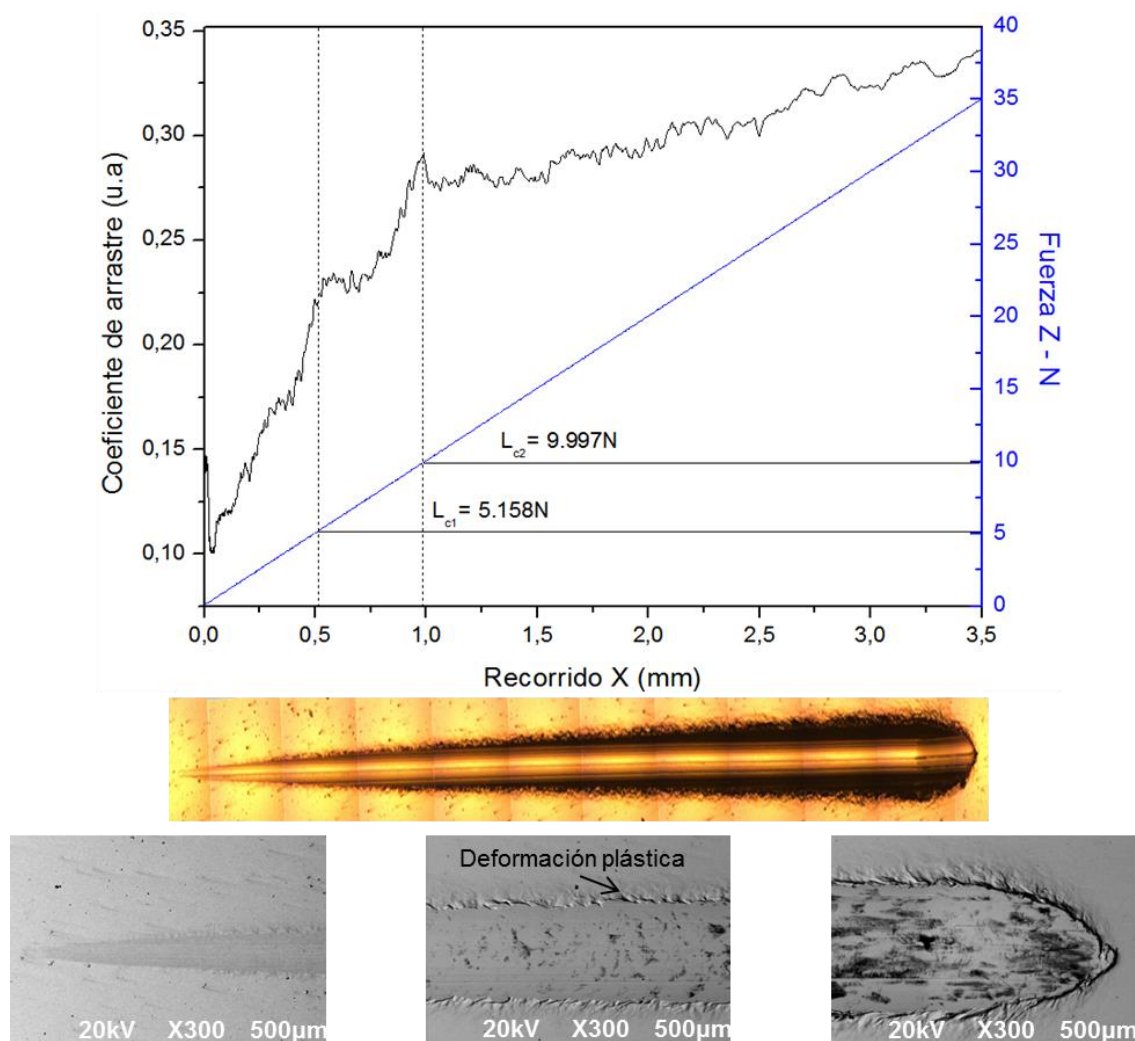 0,35
0,30
0,25
0,20
0,15
0,10
Coeficiente de arrastre (u.a)
40
35
30
25
20
15
10
5
0
Fuerza Z - N
Lc2= 9.997N
Lc1= 5.158N
0,0 0,5 1,0 1,5 2,0 2,5 3,0 3,5
Recorrido X (mm)
Deformación plástica
20kV X300 500µm
20kV X300 500µm
20kV X300 500µm